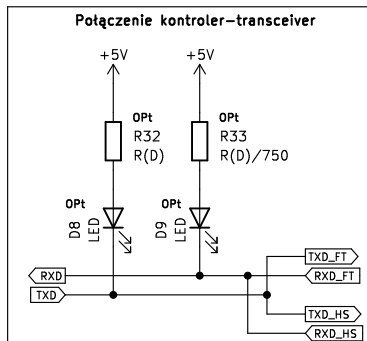 Połączenie kontroler-transceiver
+5V +5V
OPt OPt
R32 R33
R(D) R(D)/750
OPt OPt
D8 LED D9 LED
TXD_FT
RXD RXD_FT
TXD
TXD_HS
RXD_HS